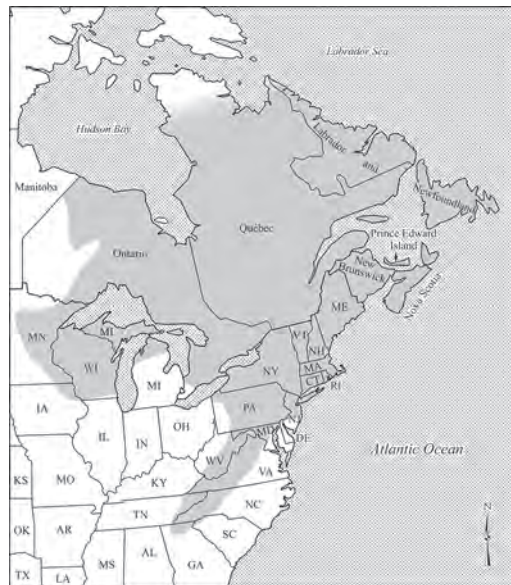 Labrador Sea
Hudson Bay
Labrador
and
Manitoba
Newfoundland
Québec
Prince Edward
Island
Ontario
New
Brunswick
Nova Scotia
ME
MN
MI
VT
NH
WI
NY
MA
MI
CT
RI
IA
PA
NJ
OH
IL
IN
MD
DE
WV
Atlantic Ocean
VA
KS
MO
KY
NC
TN
OK
AR
SC
N
MS
AL
GA
TX
LA